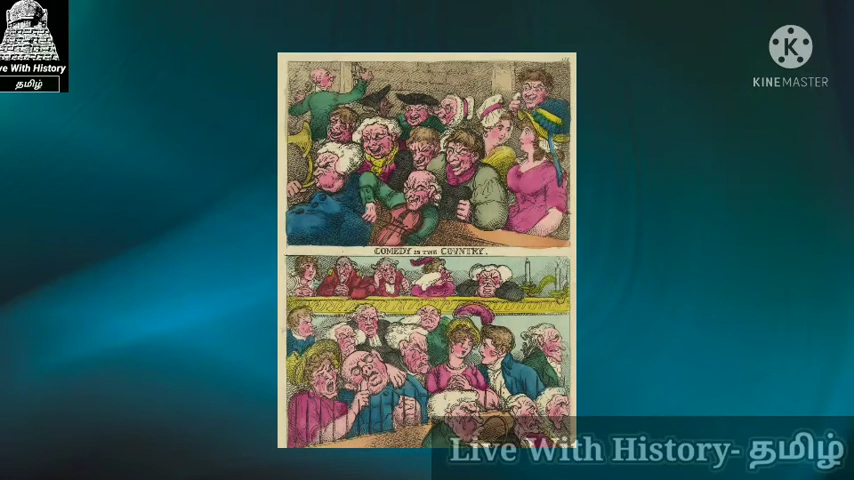 ve With History
தமிழ்
KINEMASTER
COMEDY IN THE COUNTRY.
Live With History- தமிழ்